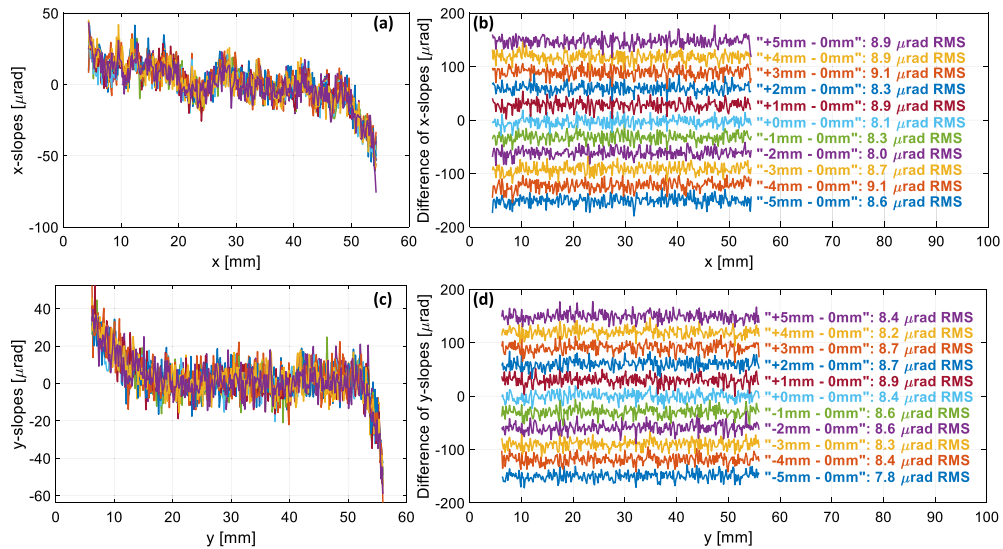 (a)
x-slopes [μrad]
50
0
-50
-100
0
10
20
30
40
50
60
x [mm]
(b)
Difference of x-slopes [μrad]
200
100
0
-100
-200
"+5mm - 0mm": 8.9 μrad RMS
"+4mm - 0mm": 8.9 μrad RMS
"+3mm - 0mm": 9.1 μrad RMS
"+2mm - 0mm": 8.3 μrad RMS
"+1mm - 0mm": 8.9 μrad RMS
"+0mm - 0mm": 8.1 μrad RMS
"-1mm - 0mm": 8.3 μrad RMS
"-2mm - 0mm": 8.0 μrad RMS
"-3mm - 0mm": 8.7 μrad RMS
"-4mm - 0mm": 9.1 μrad RMS
"-5mm - 0mm": 8.6 μrad RMS
0
10
20
30
40
50
60
70
80
90
100
x [mm]
(c)
y-slopes [μrad]
40
20
0
-20
-40
-60
0
10
20
30
40
50
60
y [mm]
(d)
Difference of y-slopes [μrad]
200
100
0
-100
-200
"+5mm - 0mm": 8.4 μrad RMS
"+4mm - 0mm": 8.2 μrad RMS
"+3mm - 0mm": 8.7 μrad RMS
"+2mm - 0mm": 8.7 μrad RMS
"+1mm - 0mm": 8.9 μrad RMS
"+0mm - 0mm": 8.4 μrad RMS
"-1mm - 0mm": 8.6 μrad RMS
"-2mm - 0mm": 8.6 μrad RMS
"-3mm - 0mm": 8.3 μrad RMS
"-4mm - 0mm": 8.4 μrad RMS
"-5mm - 0mm": 7.8 μrad RMS
0
10
20
30
40
50
60
70
80
90
100
y [mm]